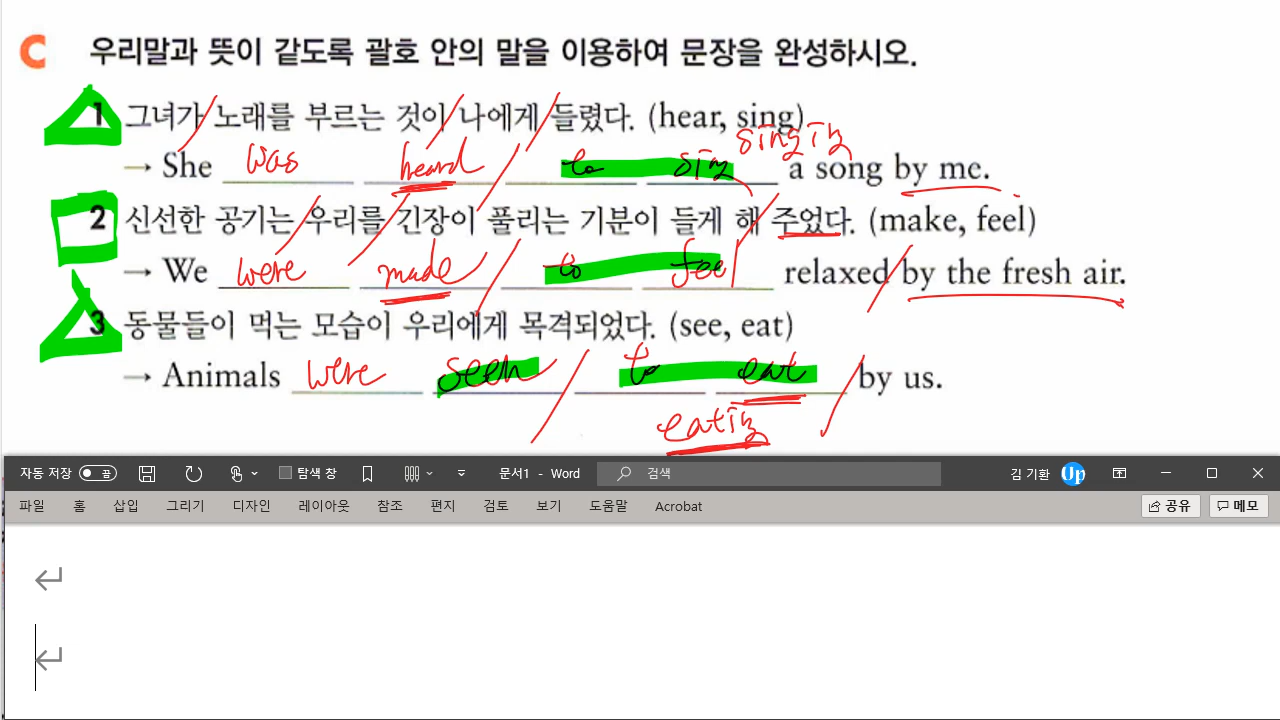 C 우리말과 뜻이 같도록 괄호 안의 말을 이용하여 문장을 완성하시오.
1 그녀가 노래를 부르는 것이 나에게 들렸다. (hear, sing)
singing
→ She was heard to sing a song by me.
2 신선한 공기는 우리를 긴장이 풀리는 기분이 들게 해 주었다. (make, feel)
→ We were made to feel relaxed by the fresh air.
3 동물들이 먹는 모습이 우리에게 목격되었다. (see, eat)
→ Animals were seen to eat by us.
eating
자동 저장 끔 탐색 창 문서1 - Word 검색 김 기환 Up
파일 홈 삽입 그리기 디자인 레이아웃 참조 편지 검토 보기 도움말 Acrobat 공유 메모